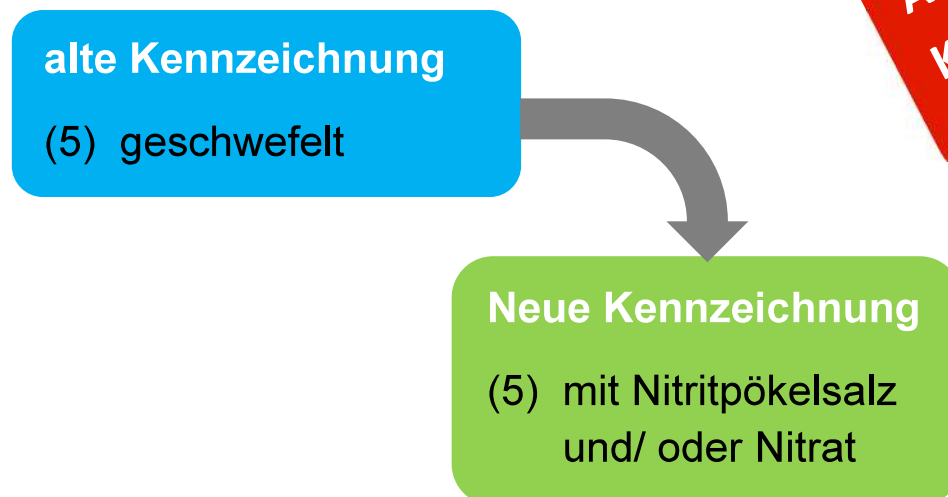 alte Kennzeichnung
(5) geschwefelt
Neue Kennzeichnung
(5) mit Nitritpökelsalz
und/ oder Nitrat